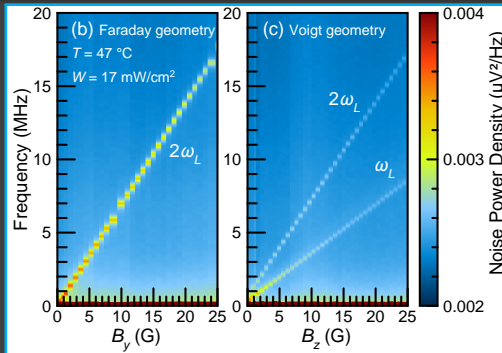 (b) Faraday geometry
T = 47 °C
W = 17 mW/cm²
2ω_L
(c) Voigt geometry
2ω_L
ω_L
Frequency (MHz)
20
15
10
5
0
0 5 10 15 20 25
B_y (G)
0
5
10
15
20
0 5 10 15 20 25
B_z (G)
0.004
0.003
0.002
Noise Power Density (μV²/Hz)